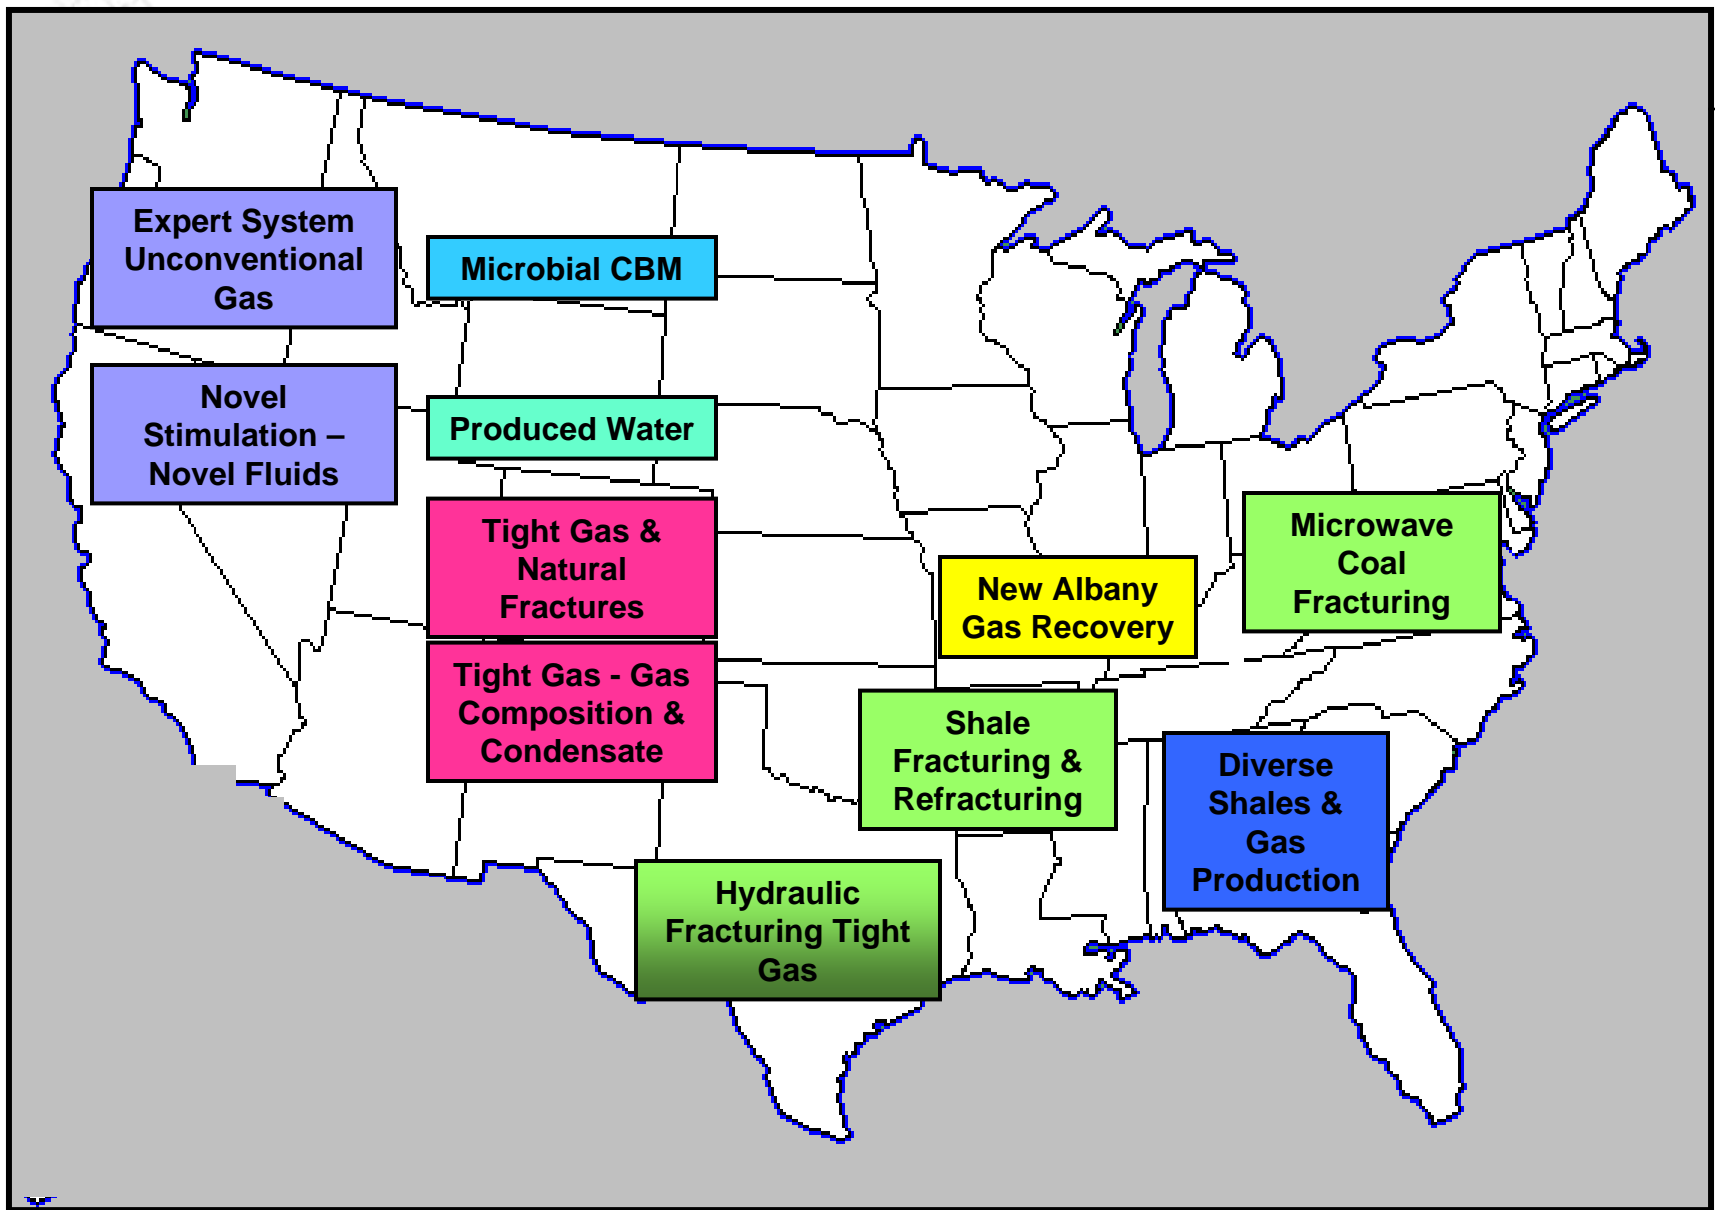 Expert System
Unconventional
Gas
Microbial CBM
Novel
Stimulation –
Novel Fluids
Produced Water
Tight Gas &
Natural
Fractures
Microwave
Coal
Fracturing
New Albany
Gas Recovery
Tight Gas - Gas
Composition &
Condensate
Shale
Fracturing &
Refracturing
Diverse
Shales &
Gas
Production
Hydraulic
Fracturing Tight
Gas